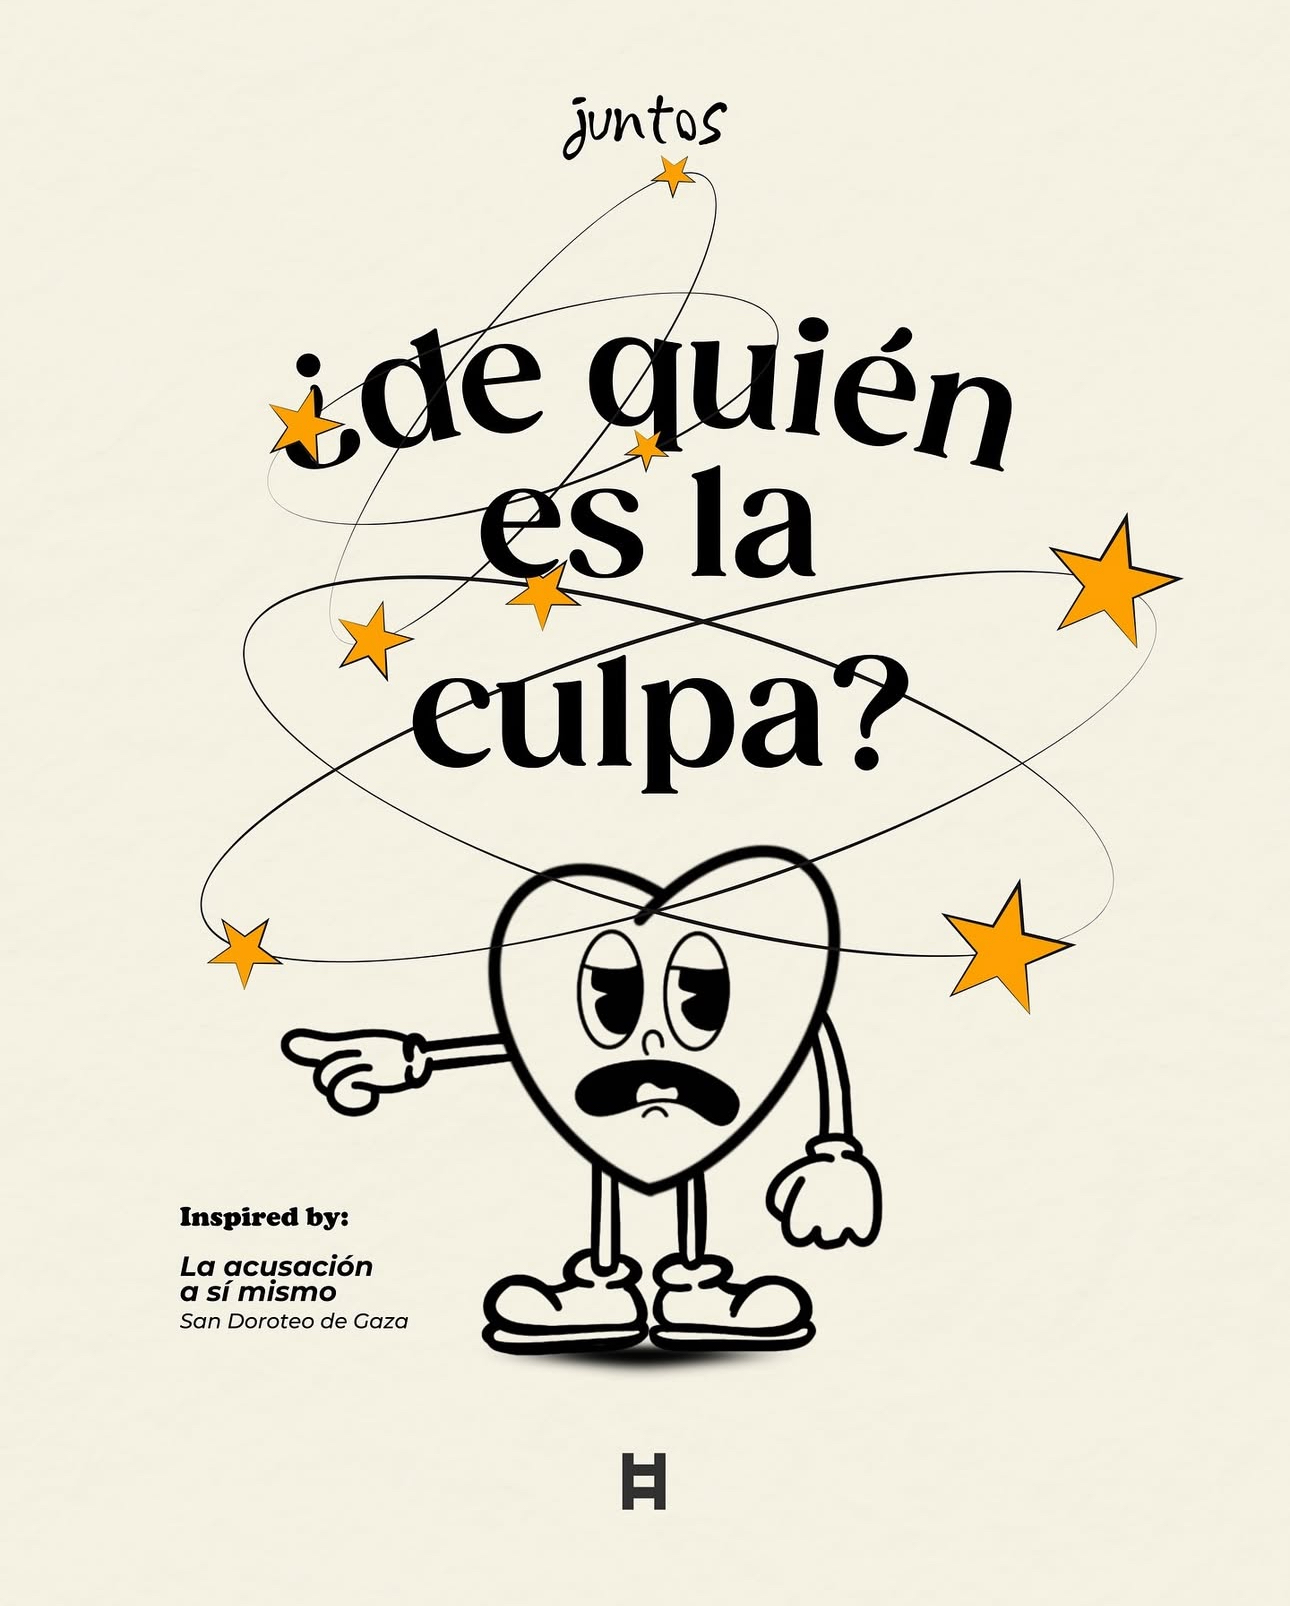 juntos
¿de quién
es la
culpa?
Inspired by:
La acusación
a sí mismo
San Doroteo de Gaza